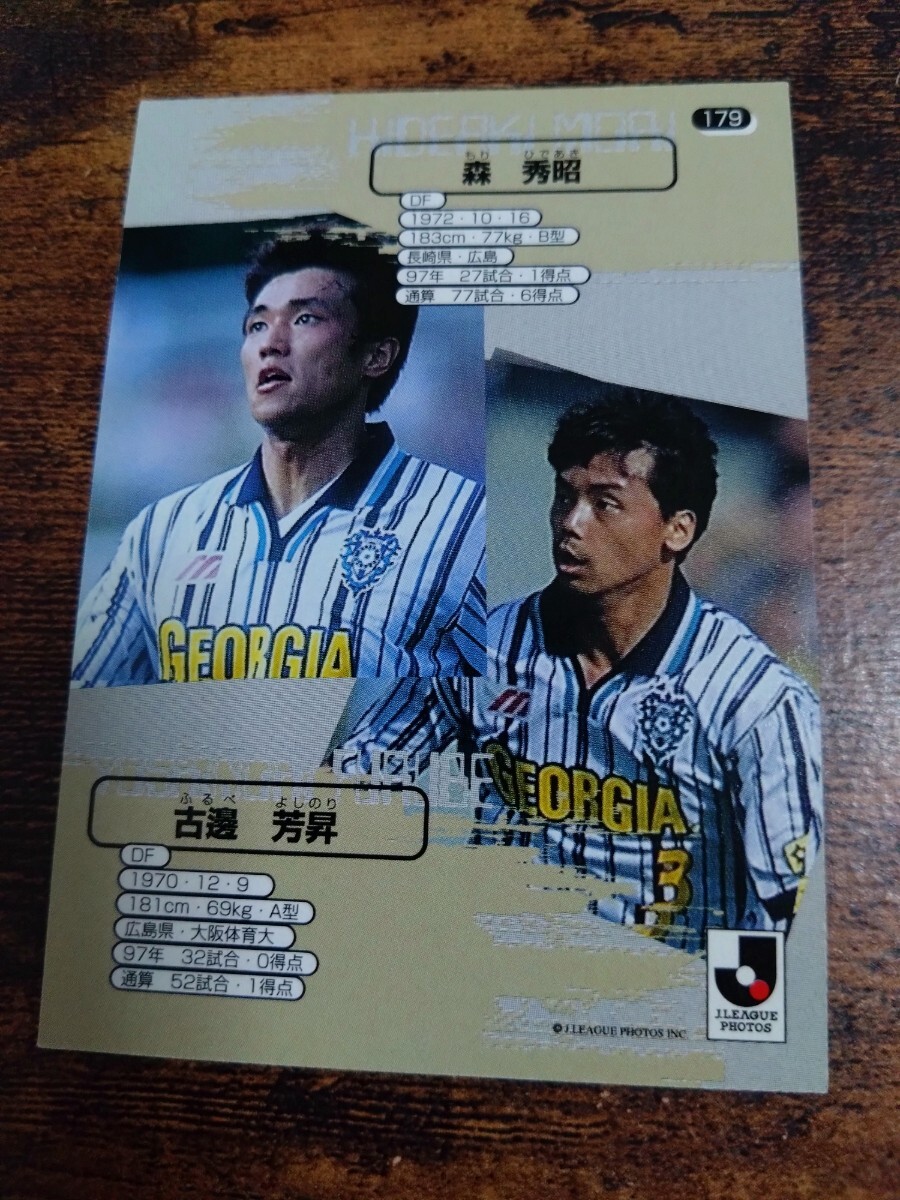 179
HIDEAKI MORI
もり ひであき
森 秀昭
DF
1972・10・16
183cm・77kg・B型
長崎県・広島
97年 27試合・1得点
通算 77試合・6得点
GEORGIA
GEORGIA
3
ふるべ よしのり
古邊 芳昇
DF
1970・12・9
181cm・69kg・A型
広島県・大阪体育大
97年 32試合・0得点
通算 52試合・1得点
J.LEAGUE
PHOTOS
© J.LEAGUE PHOTOS INC